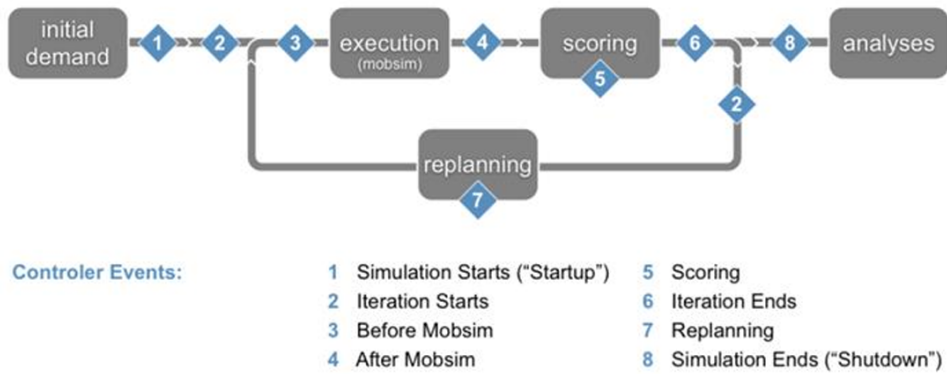 initial
demand
1
2
3
execution
(mobsim)
4
scoring
5
6
8
analyses
2
replanning
7
Controler Events:
1 Simulation Starts (“Startup”)
2 Iteration Starts
3 Before Mobsim
4 After Mobsim
5 Scoring
6 Iteration Ends
7 Replanning
8 Simulation Ends (“Shutdown”)